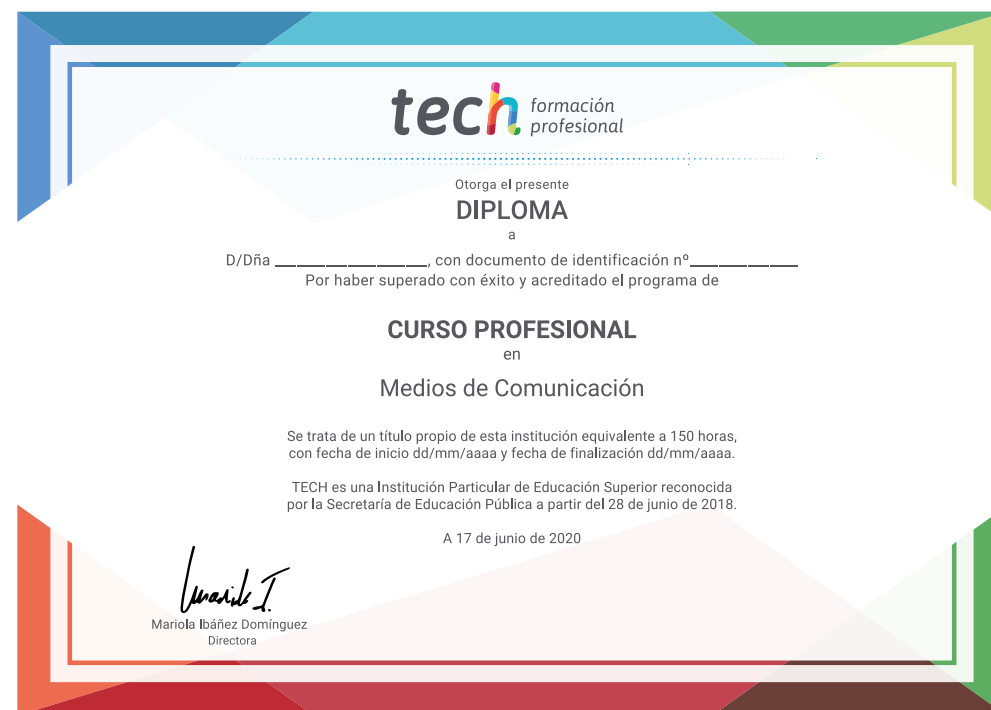 tech formación
profesional
Otorga el presente
DIPLOMA
a
D/Dña ____________________, con documento de identificación nº______________
Por haber superado con éxito y acreditado el programa de
CURSO PROFESIONAL
en
Medios de Comunicación
Se trata de un título propio de esta institución equivalente a 150 horas,
con fecha de inicio dd/mm/aaaa y fecha de finalización dd/mm/aaaa.
TECH es una Institución Particular de Educación Superior reconocida
por la Secretaría de Educación Pública a partir del 28 de junio de 2018.
A 17 de junio de 2020
Mariola Ibáñez Domínguez
Directora